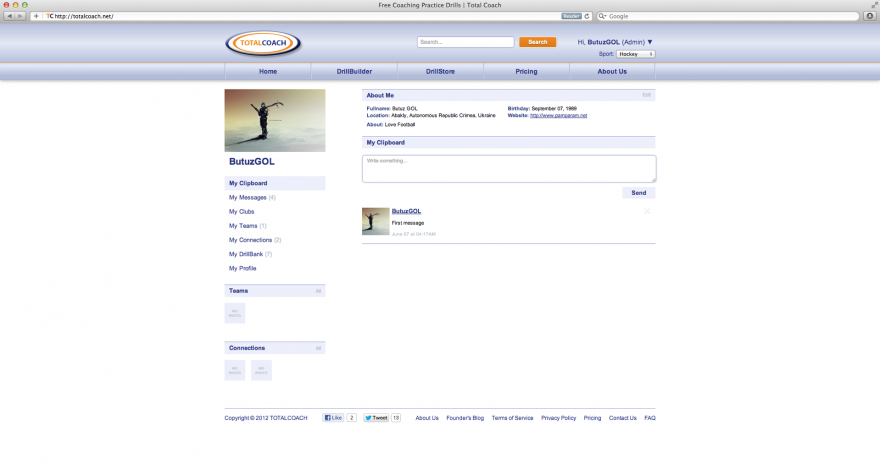 Free Coaching Practice Drills | Total Coach
TC http://totalcoach.net/
Reader
Google
TOTALCOACH
Search...
Search
Hi, ButuzGOL (Admin) ▼
Sport: Hockey
Home
DrillBuilder
DrillStore
Pricing
About Us
ButuzGOL
My Clipboard
My Messages (4)
My Clubs
My Teams (1)
My Connections (2)
My DrillBank (7)
My Profile
Teams
all
Connections
all
About Me
Edit
Fullname: Butuz GOL
Birthday: September 07, 1989
Location: Abakly, Autonomous Republic Crimea, Ukraine
Website: http://www.pamparam.net
About: Love Football
My Clipboard
Write something...
Send
ButuzGOL
First message
June 07 at 04:17AM
Copyright © 2012 TOTALCOACH
Like 2
Tweet 13
About Us
Founder's Blog
Terms of Service
Privacy Policy
Pricing
Contact Us
FAQ